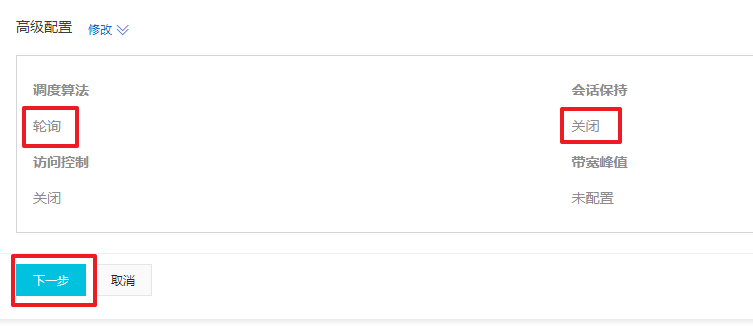 高级配置 修改
调度算法 会话保持
轮询 关闭
访问控制 带宽峰值
关闭 未配置
下一步 取消